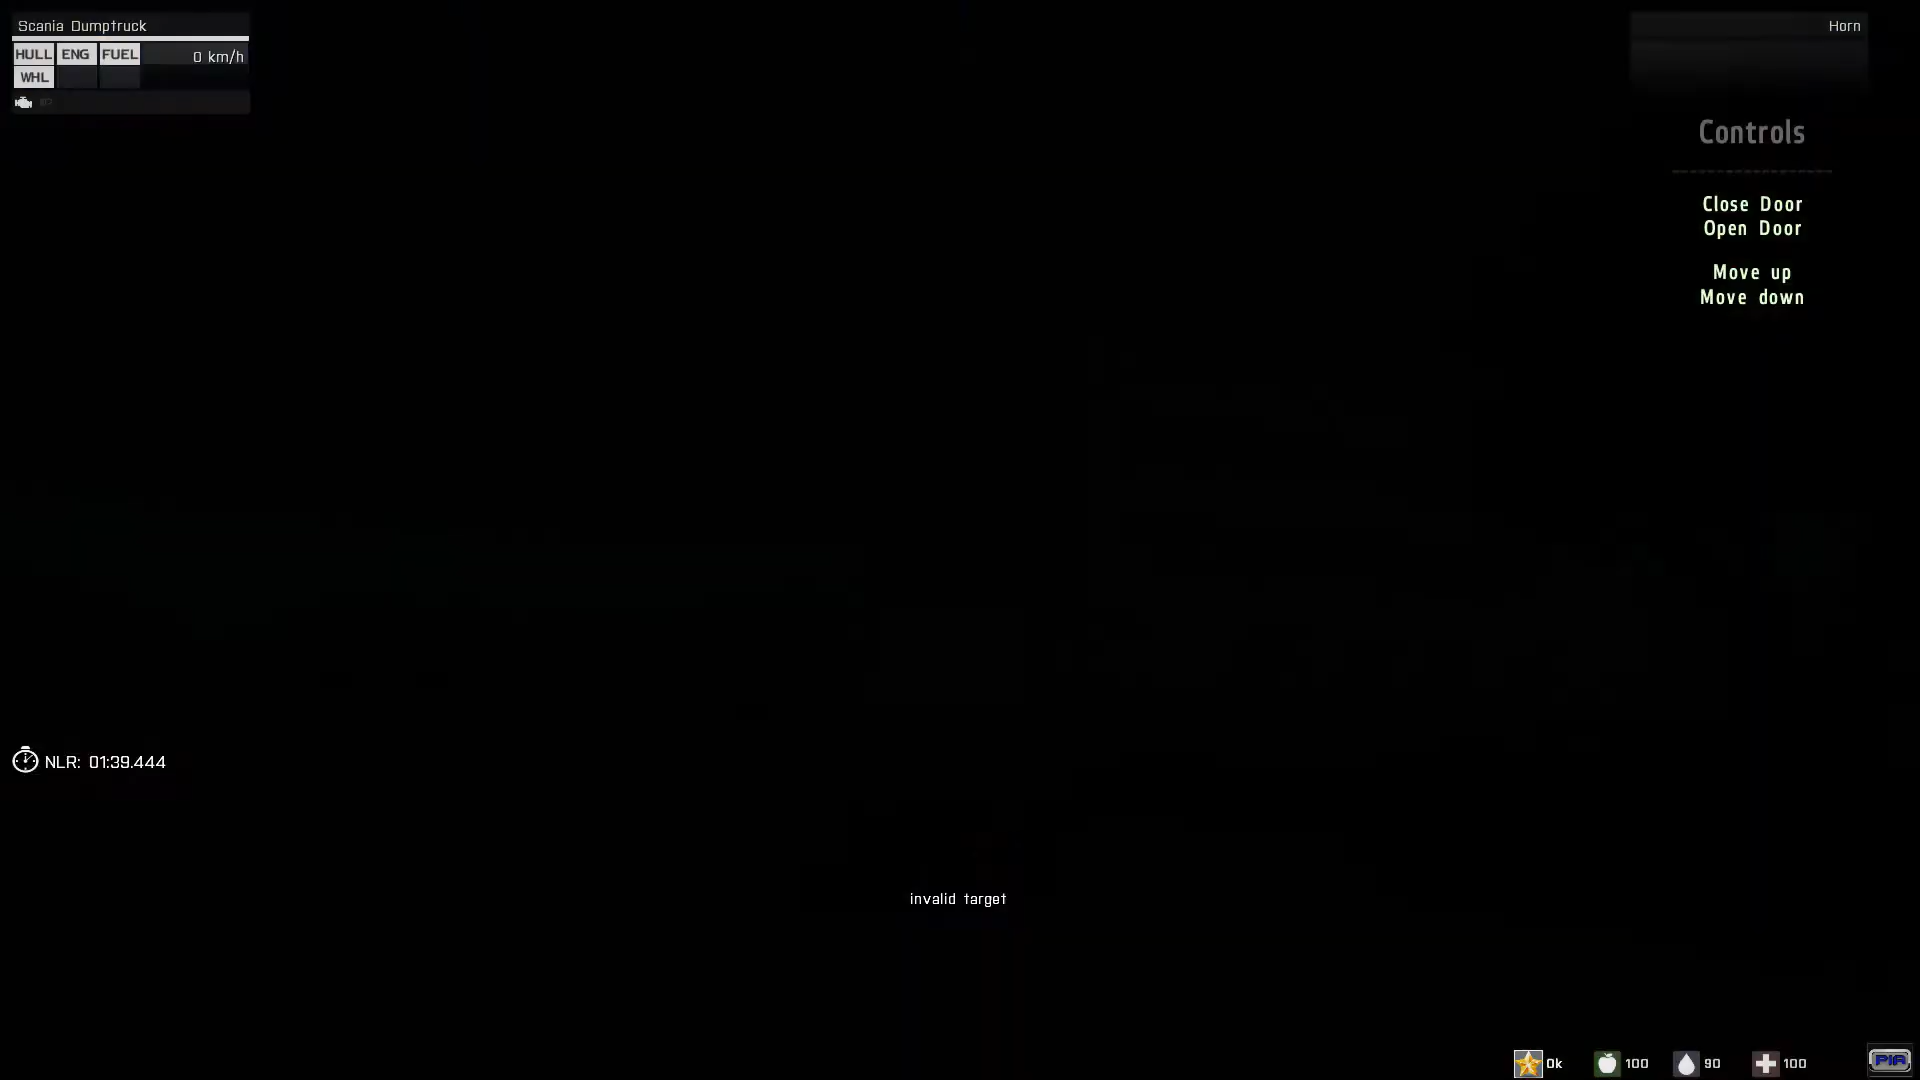 Scania Dumptruck
HULL ENG FUEL 0 km/h
WHL
Horn
Controls
Close Door
Open Door
Move up
Move down
NLR: 01:39.444
invalid target
0k 100 90 100 PIA